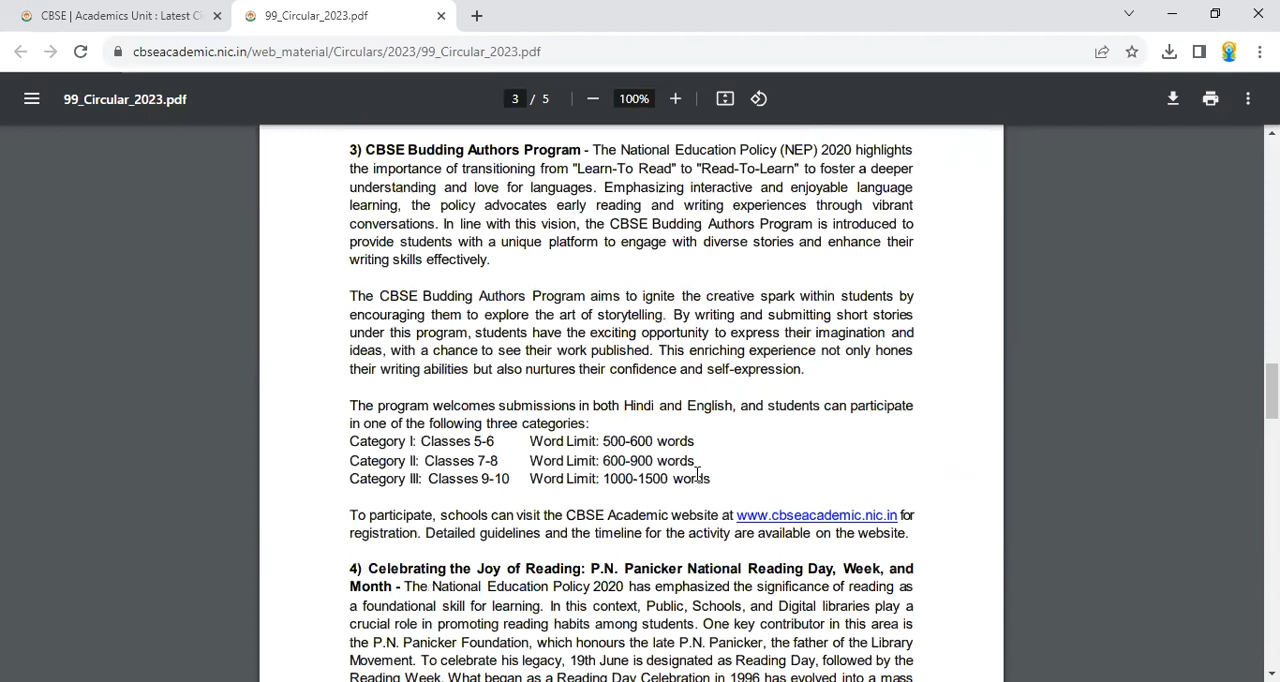 CBSE | Academics Unit : Latest Ci
99_Circular_2023.pdf
cbseacademic.nic.in/web_material/Circulars/2023/99_Circular_2023.pdf
99_Circular_2023.pdf
3 / 5
100%
3) CBSE Budding Authors Program - The National Education Policy (NEP) 2020 highlights
the importance of transitioning from "Learn-To Read" to "Read-To-Learn" to foster a deeper
understanding and love for languages. Emphasizing interactive and enjoyable language
learning, the policy advocates early reading and writing experiences through vibrant
conversations. In line with this vision, the CBSE Budding Authors Program is introduced to
provide students with a unique platform to engage with diverse stories and enhance their
writing skills effectively.
The CBSE Budding Authors Program aims to ignite the creative spark within students by
encouraging them to explore the art of storytelling. By writing and submitting short stories
under this program, students have the exciting opportunity to express their imagination and
ideas, with a chance to see their work published. This enriching experience not only hones
their writing abilities but also nurtures their confidence and self-expression.
The program welcomes submissions in both Hindi and English, and students can participate
in one of the following three categories:
Category I: Classes 5-6 Word Limit: 500-600 words
Category II: Classes 7-8 Word Limit: 600-900 words
Category III: Classes 9-10 Word Limit: 1000-1500 words
To participate, schools can visit the CBSE Academic website at www.cbseacademic.nic.in for
registration. Detailed guidelines and the timeline for the activity are available on the website.
4) Celebrating the Joy of Reading: P.N. Panicker National Reading Day, Week, and
Month - The National Education Policy 2020 has emphasized the significance of reading as
a foundational skill for learning. In this context, Public, Schools, and Digital libraries play a
crucial role in promoting reading habits among students. One key contributor in this area is
the P.N. Panicker Foundation, which honours the late P.N. Panicker, the father of the Library
Movement. To celebrate his legacy, 19th June is designated as Reading Day, followed by the
Reading Week. What began as a Reading Day Celebration in 1996 has evolved into a mass